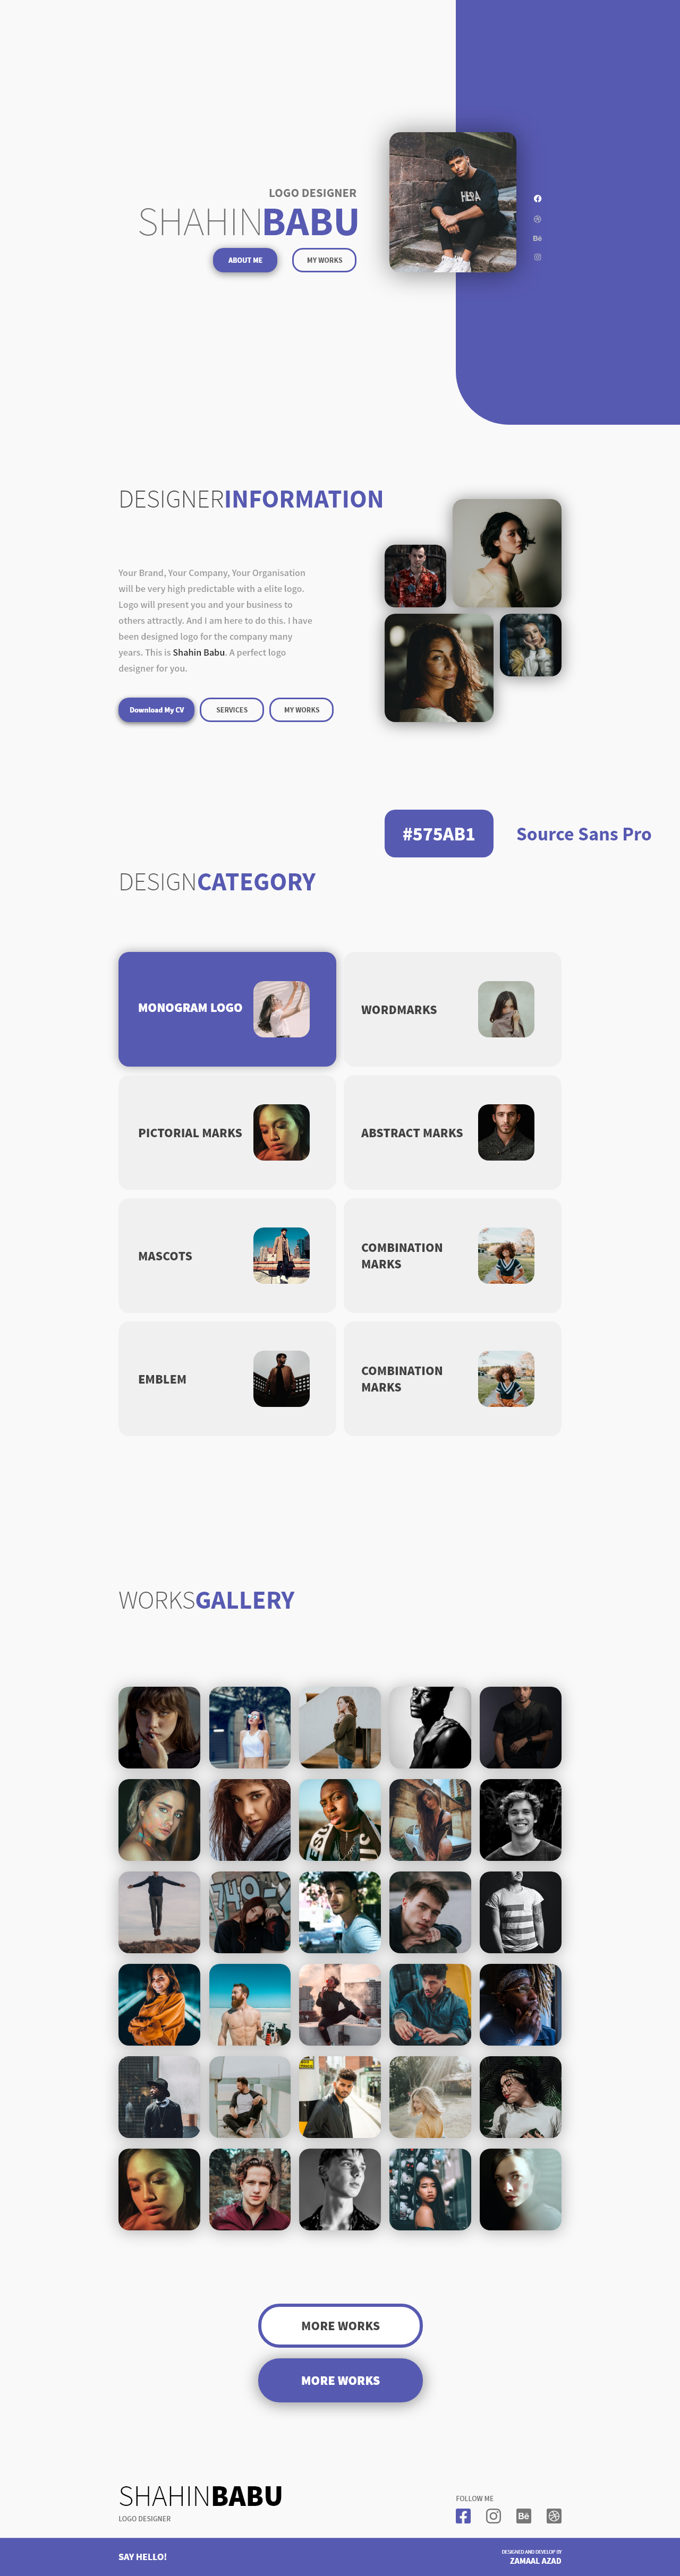 LOGO DESIGNER
SHAHINBABU
ABOUT ME
MY WORKS
Bē
DESIGNERINFORMATION
Your Brand, Your Company, Your Organisation
will be very high predictable with a elite logo.
Logo will present you and your business to
others attractly. And I am here to do this. I have
been designed logo for the company many
years. This is Shahin Babu. A perfect logo
designer for you.
Download My CV
SERVICES
MY WORKS
#575AB1
Source Sans Pro
DESIGNCATEGORY
MONOGRAM LOGO
WORDMARKS
PICTORIAL MARKS
ABSTRACT MARKS
MASCOTS
COMBINATION
MARKS
EMBLEM
COMBINATION
MARKS
WORKSGALLERY
MORE WORKS
MORE WORKS
SHAHINBABU
LOGO DESIGNER
FOLLOW ME
Bē
SAY HELLO!
DESIGNED AND DEVELOP BY
ZAMAAL AZAD